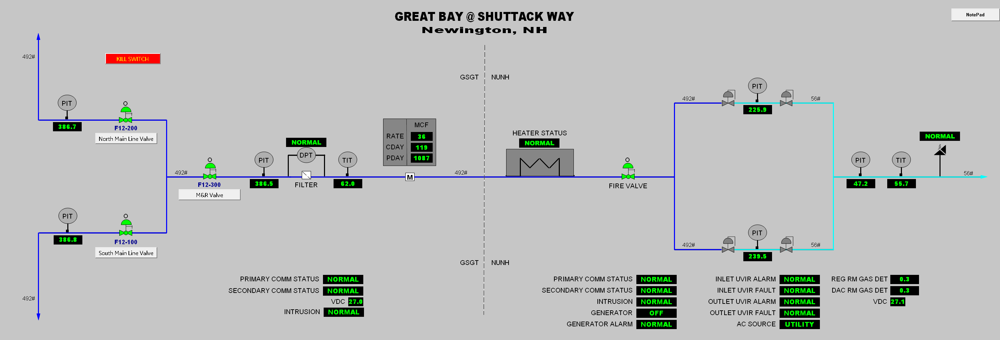 GREAT BAY @ SHUTTACK WAY
Newington, NH
NotePad
492#
KILL SWITCH
GSGT
NUNH
PIT
386.7
O
F12-200
North Main Line Valve
492#
O
F12-300
M&R Valve
PIT
386.5
NORMAL
DPT
FILTER
TIT
62.0
MCF
RATE 36
CDAY 119
PDAY 1087
M
492#
HEATER STATUS
NORMAL
O
FIRE VALVE
492#
PIT
225.9
56#
492#
PIT
239.5
56#
PIT
47.2
TIT
55.7
NORMAL
56#
PIT
386.8
O
F12-100
South Main Line Valve
492#
GSGT
NUNH
PRIMARY COMM STATUS NORMAL
SECONDARY COMM STATUS NORMAL
VDC 27.0
INTRUSION NORMAL
PRIMARY COMM STATUS NORMAL
SECONDARY COMM STATUS NORMAL
INTRUSION NORMAL
GENERATOR OFF
GENERATOR ALARM NORMAL
INLET UVIR ALARM NORMAL
INLET UVIR FAULT NORMAL
OUTLET UVIR ALARM NORMAL
OUTLET UVIR FAULT NORMAL
AC SOURCE UTILITY
REG RM GAS DET 0.3
DAC RM GAS DET 0.3
VDC 27.1